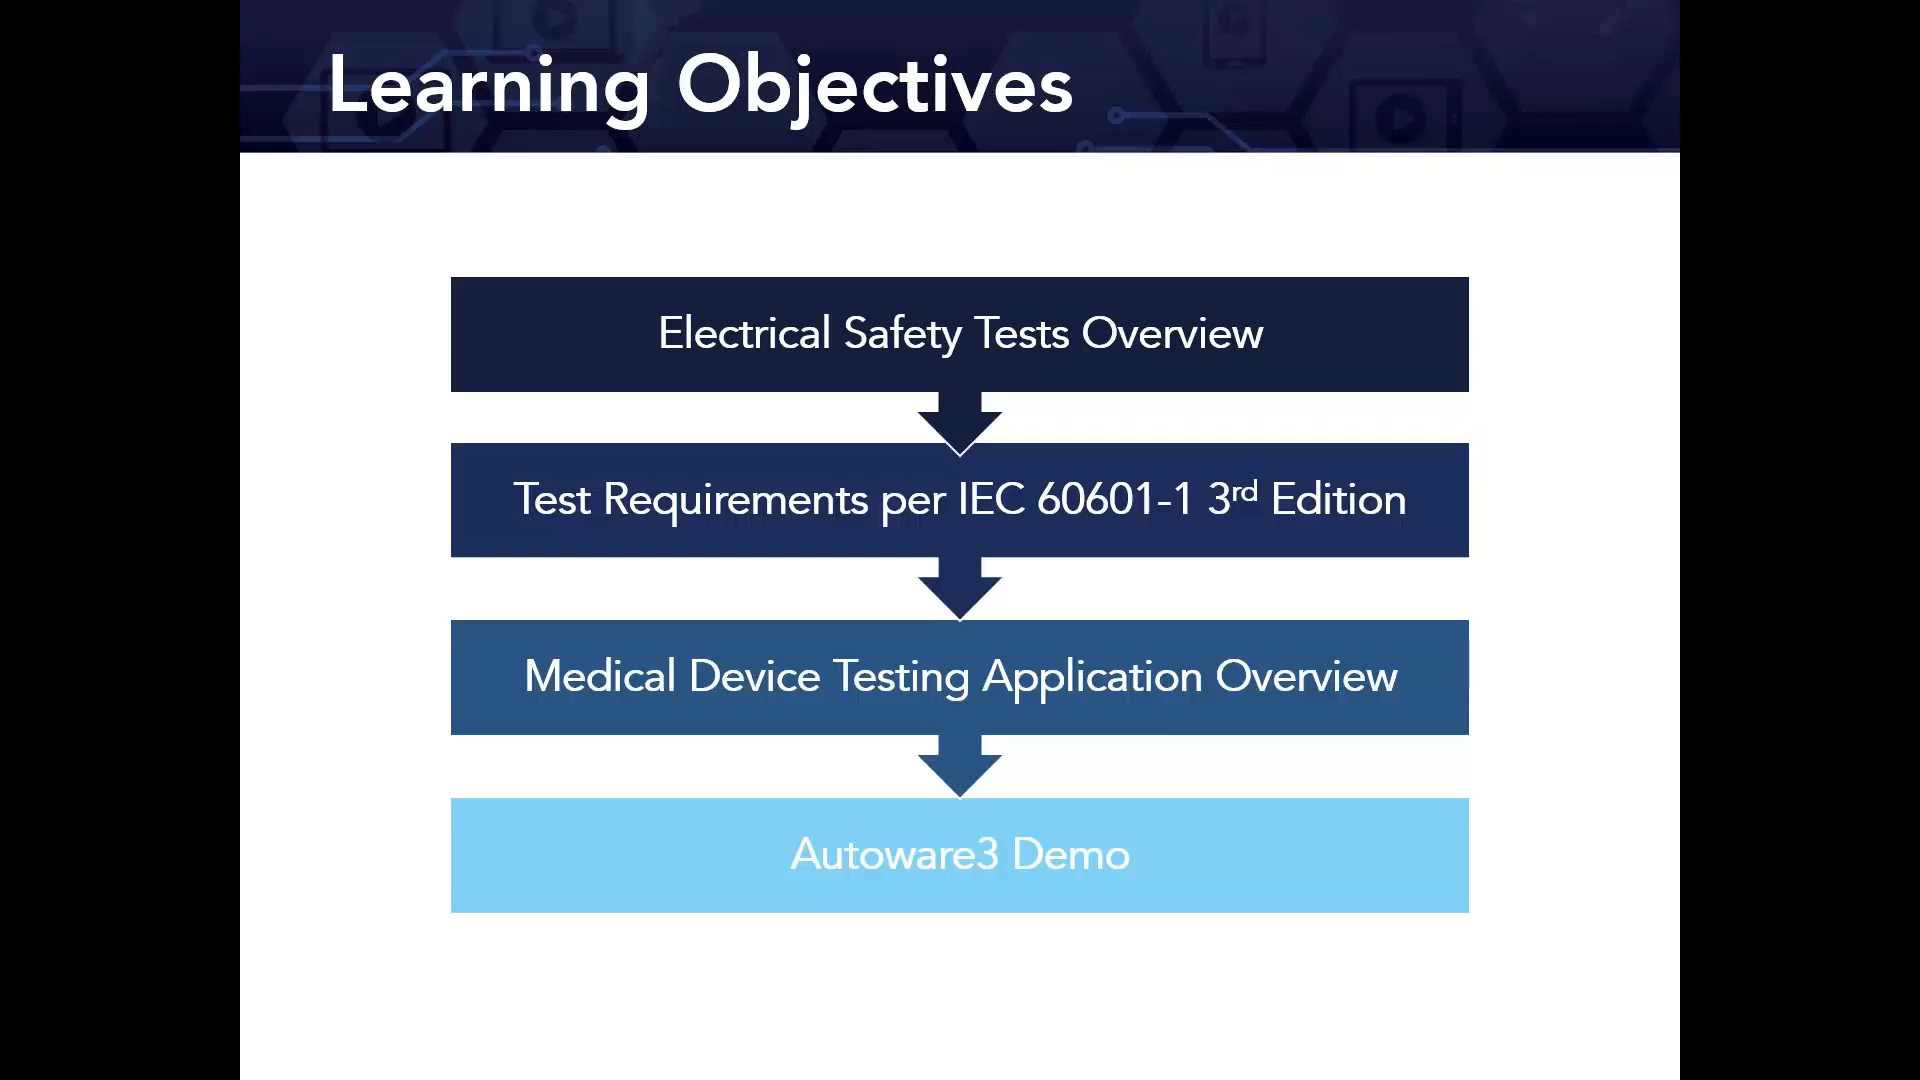 Learning Objectives
Electrical Safety Tests Overview
Test Requirements per IEC 60601-1 3rd Edition
Medical Device Testing Application Overview
Autoware3 Demo